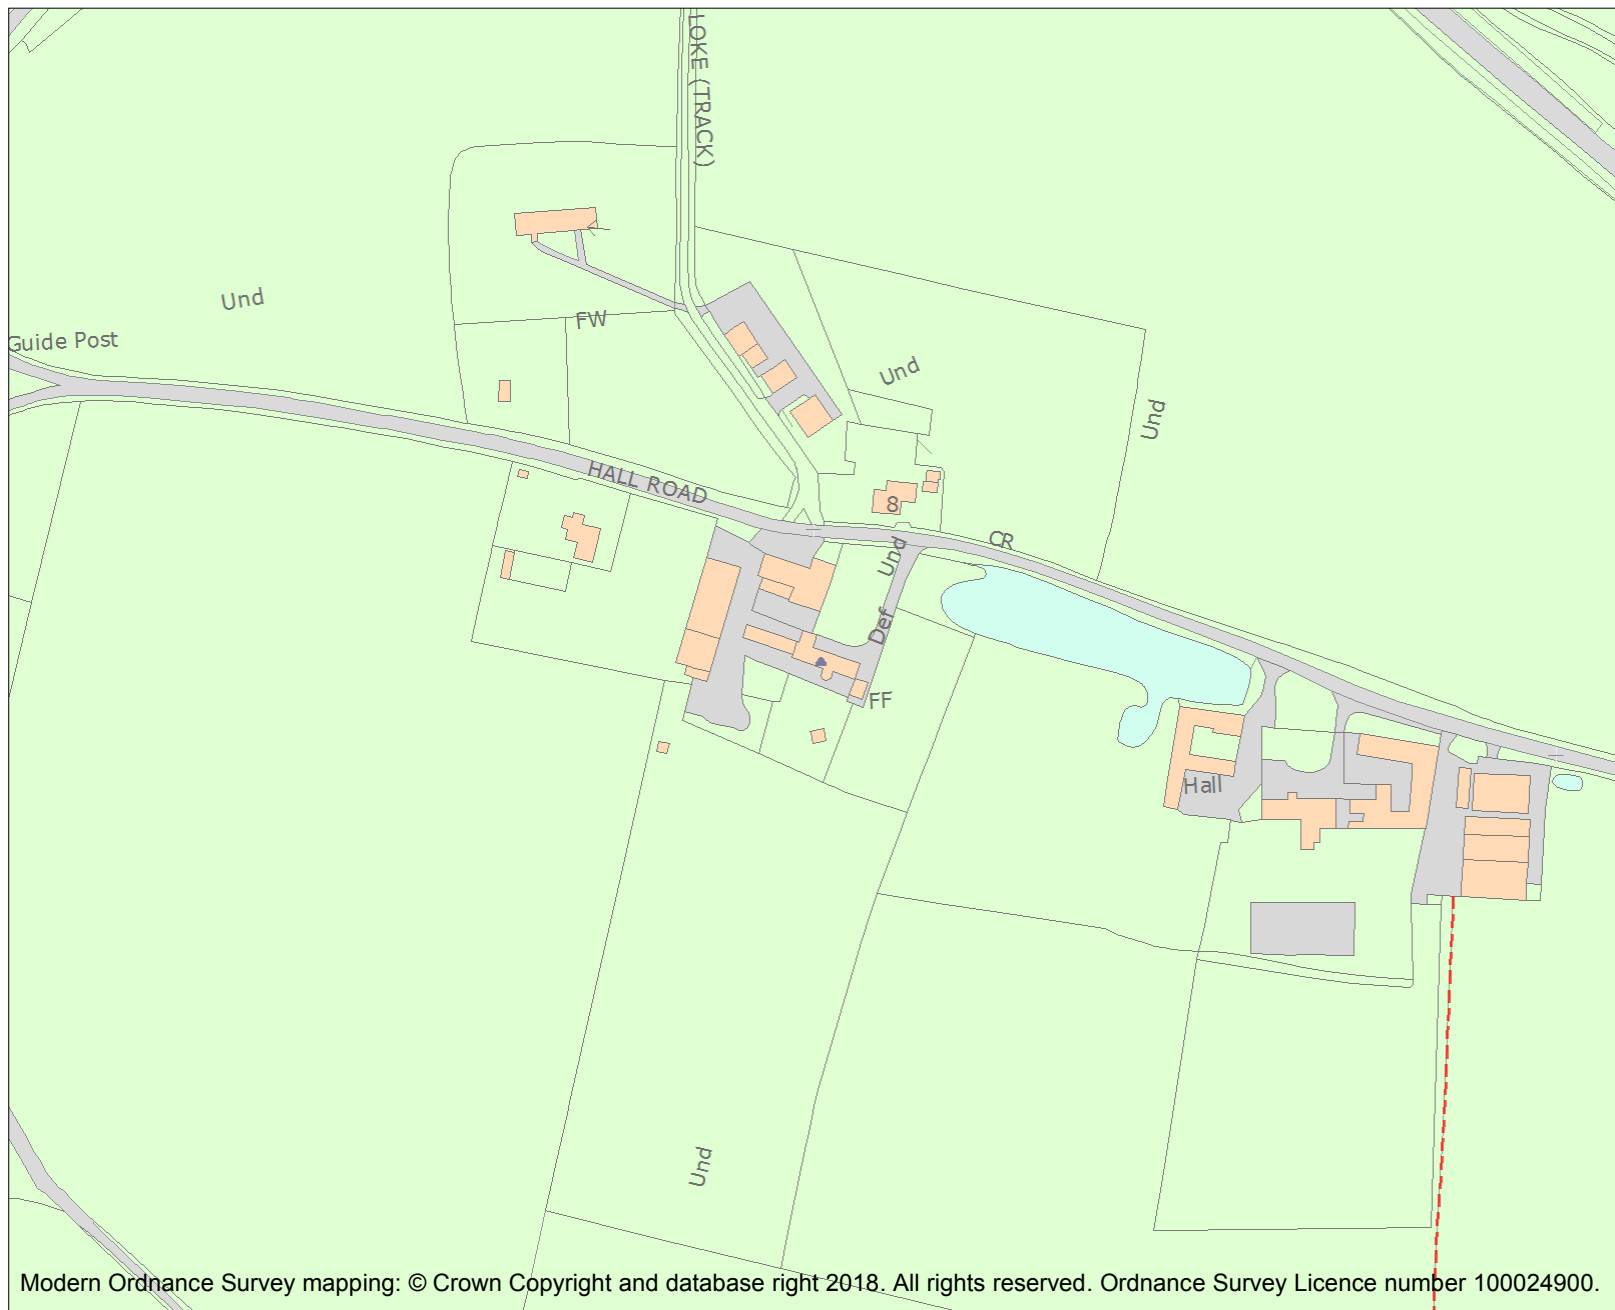 LOKE (TRACK)
Und
Guide Post
FW
Und
Und
HALL ROAD
8
CR
Und
Def
FF
Hall
Und
Modern Ordnance Survey mapping: © Crown Copyright and database right 2018. All rights reserved. Ordnance Survey Licence number 100024900.